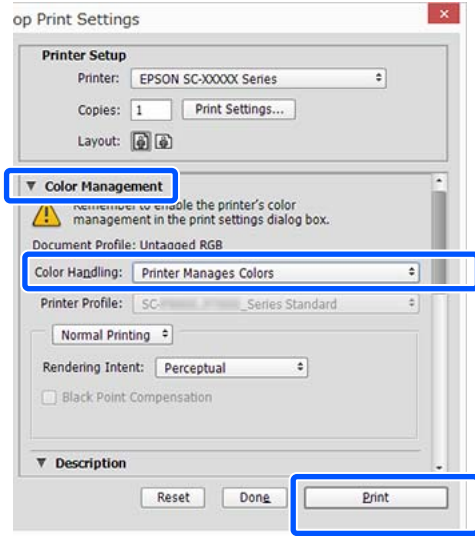 op Print Settings
Printer Setup
Printer: EPSON SC-XXXXX Series
Copies: 1 Print Settings...
Layout:
Color Management
Remember to enable the printer's color
management in the print settings dialog box.
Document Profile: Untagged RGB
Color Handling: Printer Manages Colors
Printer Profile: SC- _Series Standard
Normal Printing
Rendering Intent: Perceptual
Black Point Compensation
Description
Reset Done Print